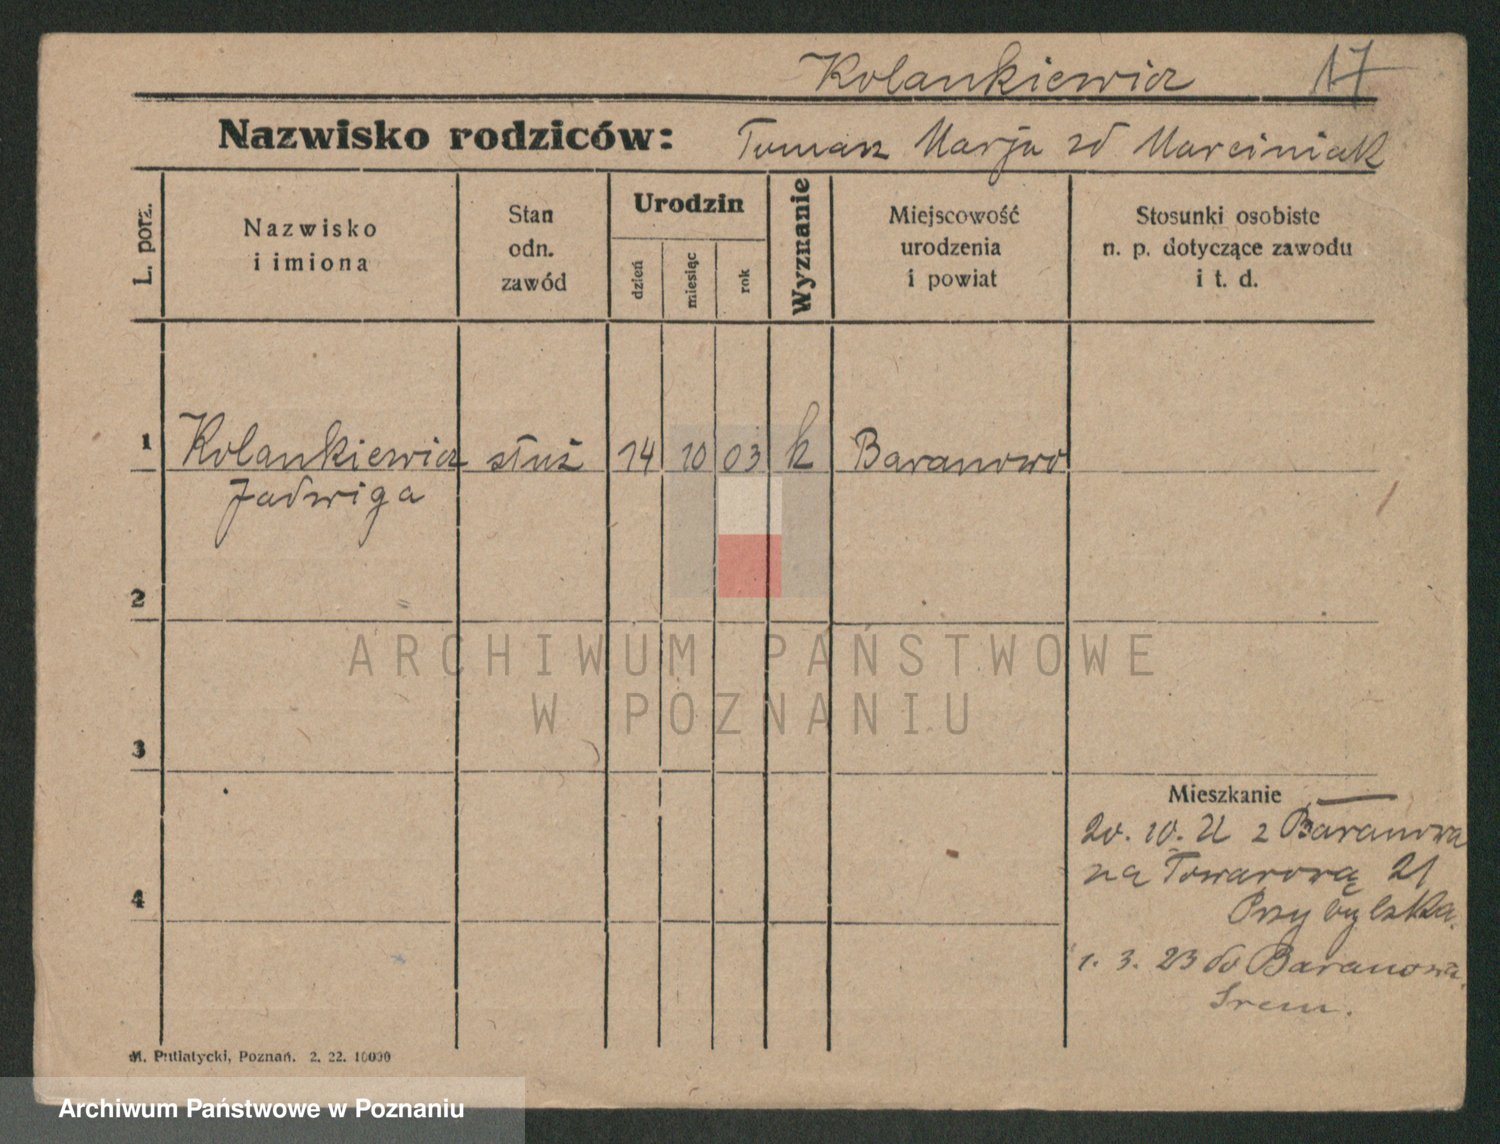 Kolankiewicz 17
Nazwisko rodziców: Tomasz Marja zd Marciniak
L. porz.
Nazwisko
i imiona
Stan
odn.
zawód
Urodzin
dzień
miesiąc
rok
Wyznanie
Miejscowość
urodzenia
i powiat
Stosunki osobiste
n. p. dotyczące zawodu
i t. d.
1 Kolankiewicz służ 14 10 03 k Baranowo
Jadwiga
2
3
4
Mieszkanie
20. 10. z Baranowa
na Towarową 21
Przybylska.
1. 3. 23 do Baranowa.
Srem.
M. Putiatycki, Poznań. 2. 22. 10000
ARCHIWUM PAŃSTWOWE
W POZNANIU
Archiwum Państwowe w Poznaniu